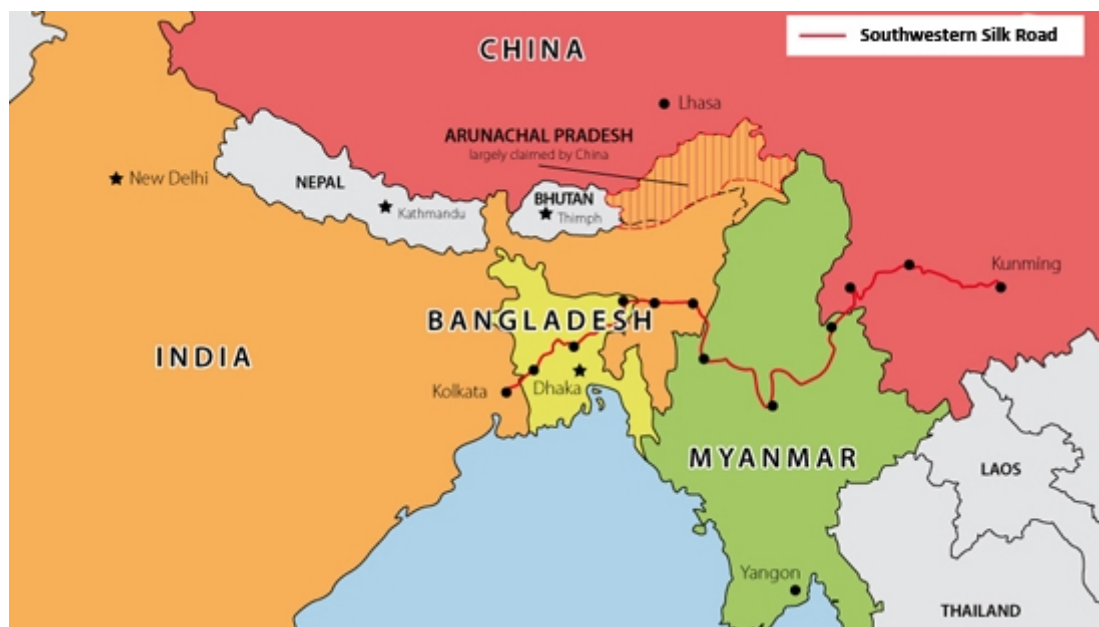 Southwestern Silk Road
CHINA
Lhasa
ARUNACHAL PRADESH
largely claimed by China
New Delhi
NEPAL
Kathmandu
BHUTAN
Thimph
Kunming
BANGLADESH
INDIA
Kolkata
Dhaka
MYANMAR
LAOS
Yangon
THAILAND